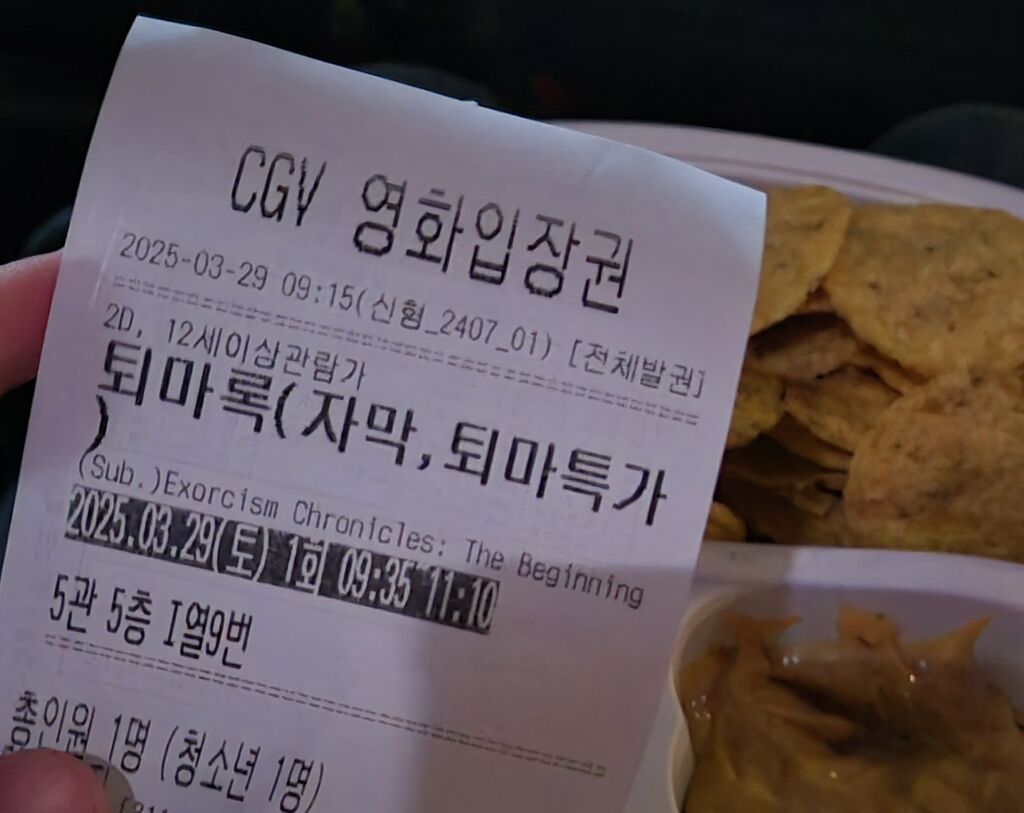 CGV 영화입장권
2025-03-29 09:15(신형_2407_01) [전체발권]
2D, 12세이상관람가
퇴마록(자막,퇴마특가
)
(Sub.)Exorcism Chronicles: The Beginning
2025.03.29(토) 1회 09:35 11:10
5관 5층 I열9번
총인원 1명 (청소년 1명)